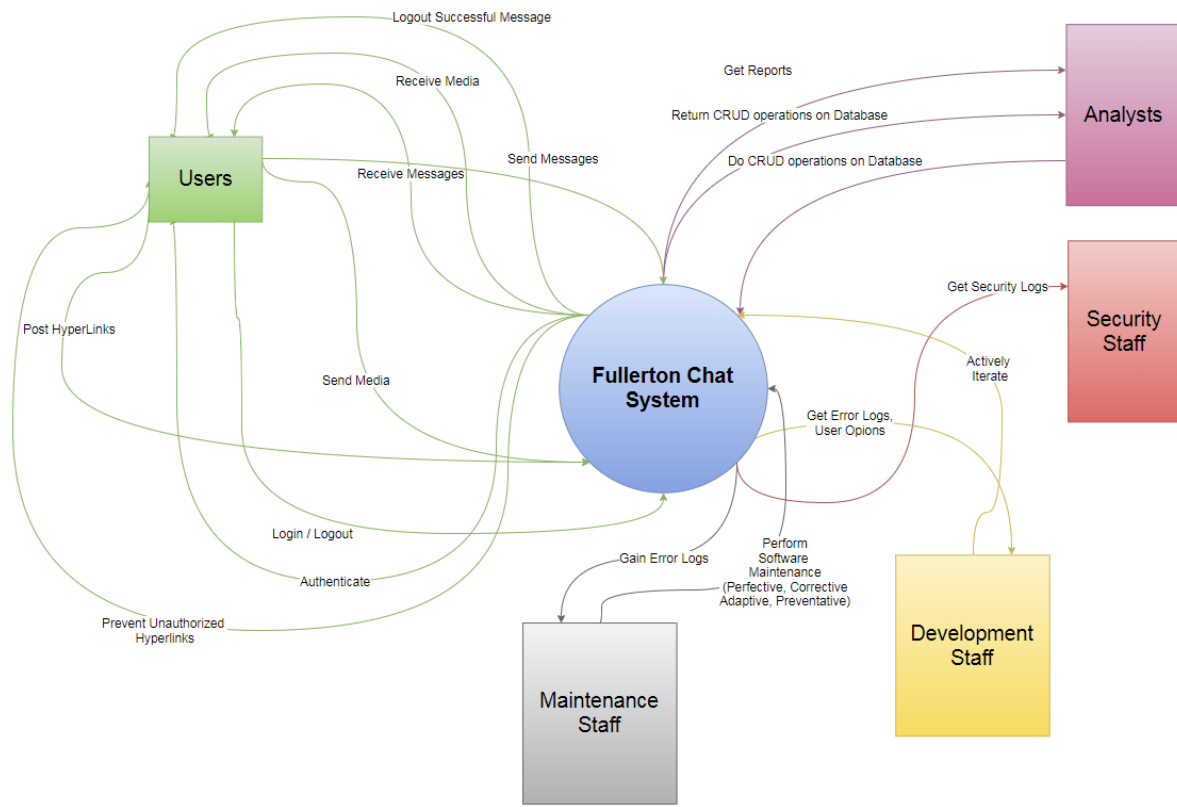 Logout Successful Message
Receive Media
Get Reports
Return CRUD operations on Database
Analysts
Send Messages
Do CRUD operations on Database
Users
Receive Messages
Get Security Logs
Security
Staff
Post HyperLinks
Send Media
Fullerton Chat
System
Actively
Iterate
Get Error Logs,
User Opions
Login / Logout
Authenticate
Gain Error Logs
Perform
Software
Maintenance
(Perfective, Corrective
Adaptive, Preventative)
Prevent Unauthorized
Hyperlinks
Development
Staff
Maintenance
Staff